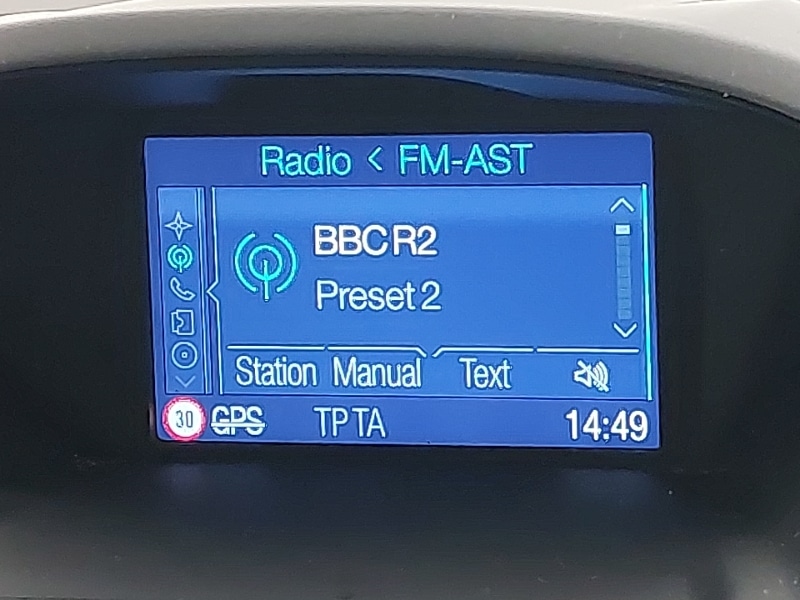 Radio < FM-AST
BBC R2
Preset 2
Station Manual Text
30 GPS TP TA 14:49